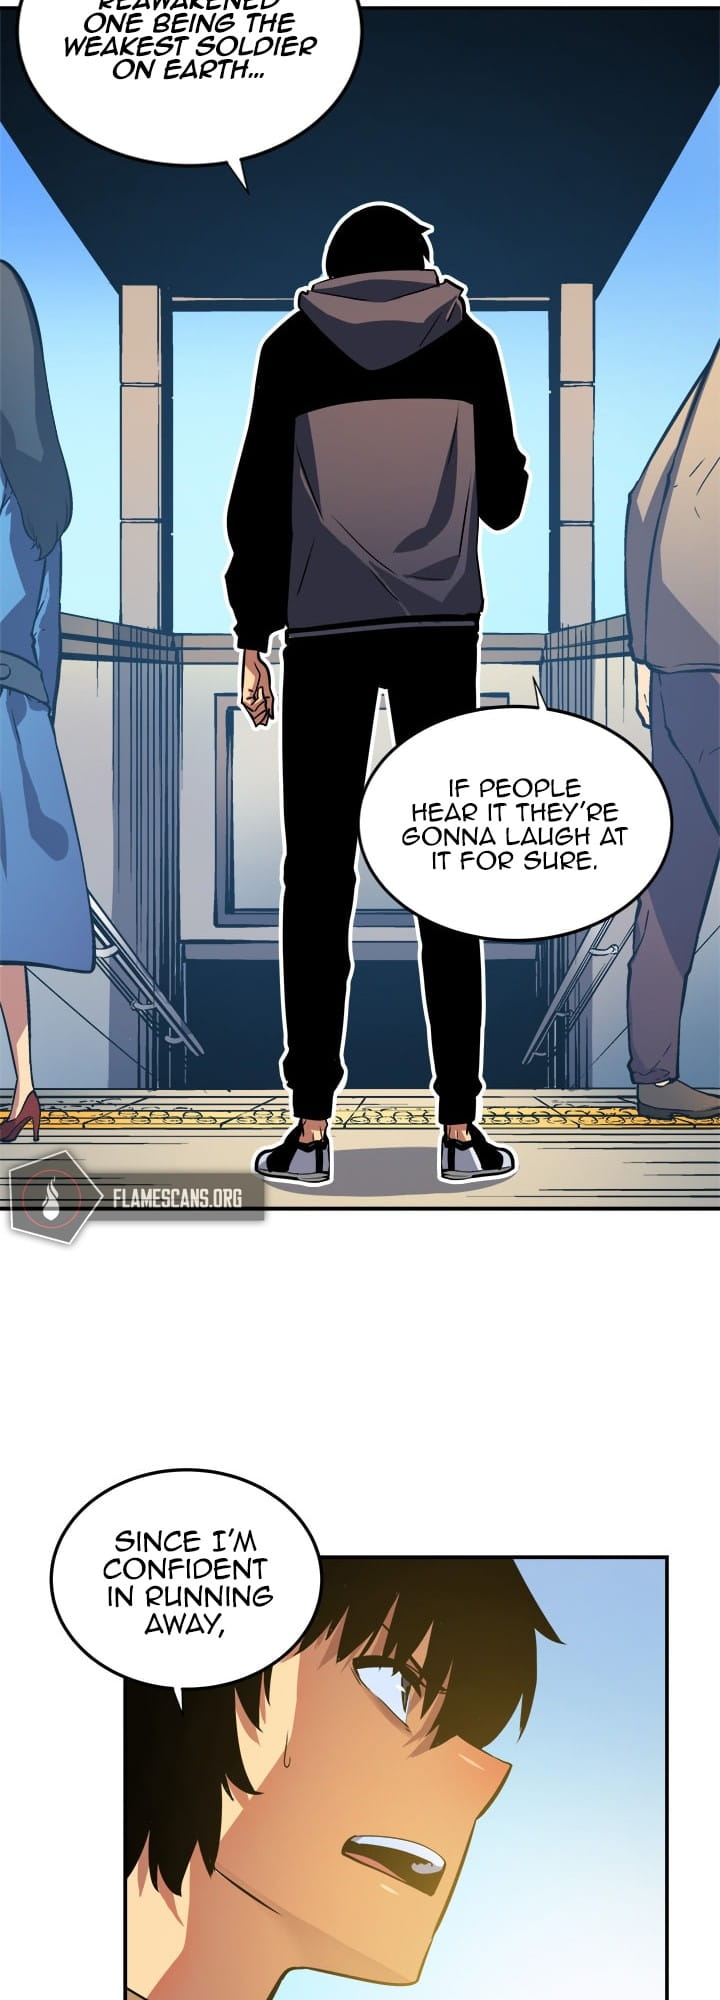 REAWAKENED
ONE BEING THE
WEAKEST SOLDIER
ON EARTH...
IF PEOPLE
HEAR IT THEY'RE
GONNA LAUGH AT
IT FOR SURE.
FLAMESCANS.ORG
SINCE I'M
CONFIDENT
IN RUNNING
AWAY,